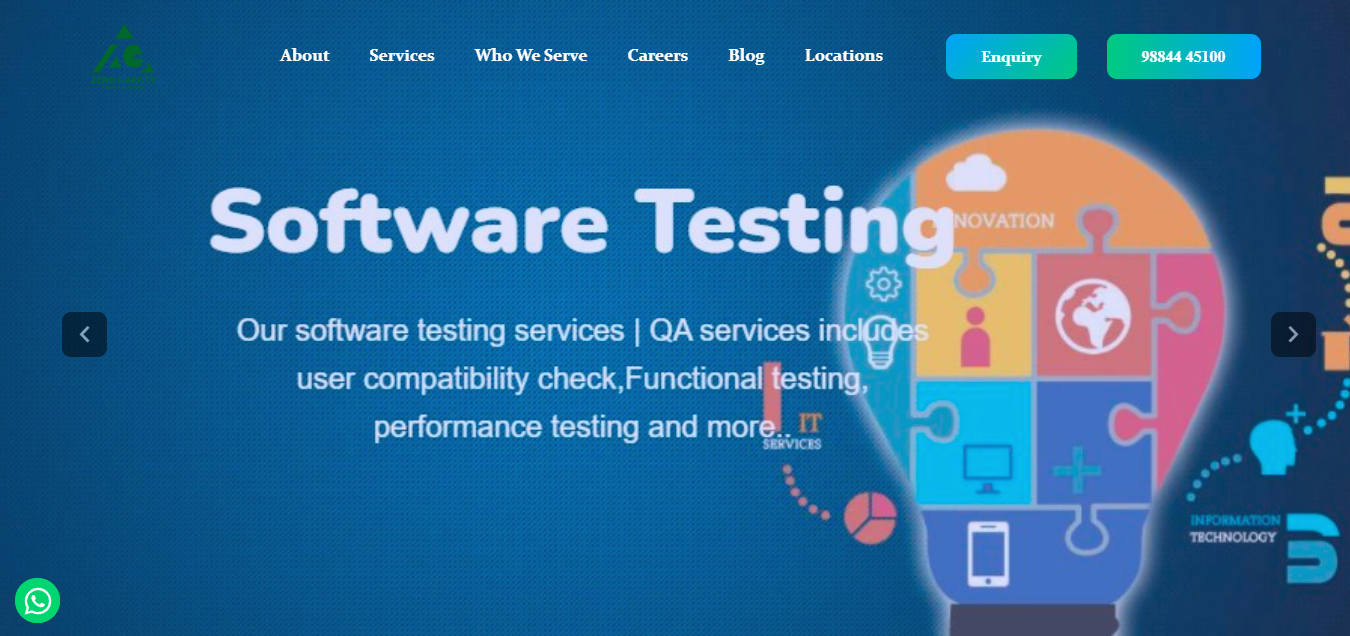 About Services Who We Serve Careers Blog Locations Enquiry 98844 45100
Software Testing
NOVATION
Our software testing services | QA services includes
user compatibility check,Functional testing,
performance testing and more..
IT
SERVICES
INFORMATION
TECHNOLOGY